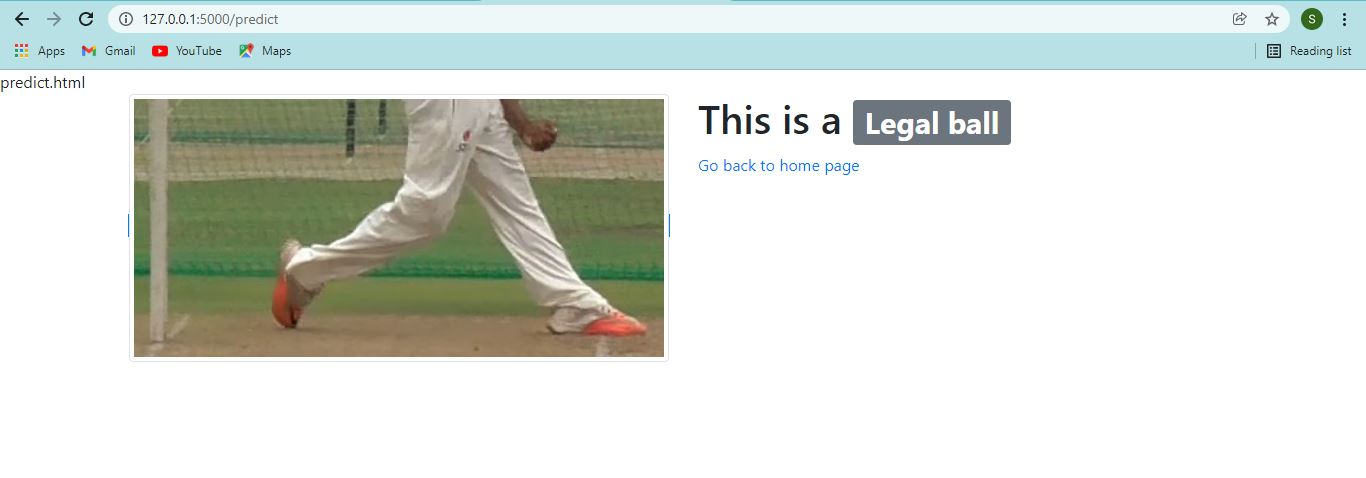 127.0.0.1:5000/predict
S
Apps Gmail YouTube Maps Reading list
predict.html
This is a Legal ball
Go back to home page